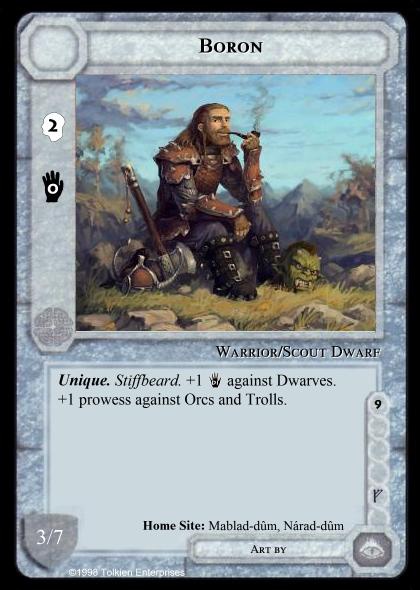 Boron
2
Warrior/Scout Dwarf
Unique. Stiffbeard. +1 against Dwarves.
+1 prowess against Orcs and Trolls.
9
Home Site: Mablad-dûm, Nárad-dûm
3/7
Art by
©1998 Tolkien Enterprises